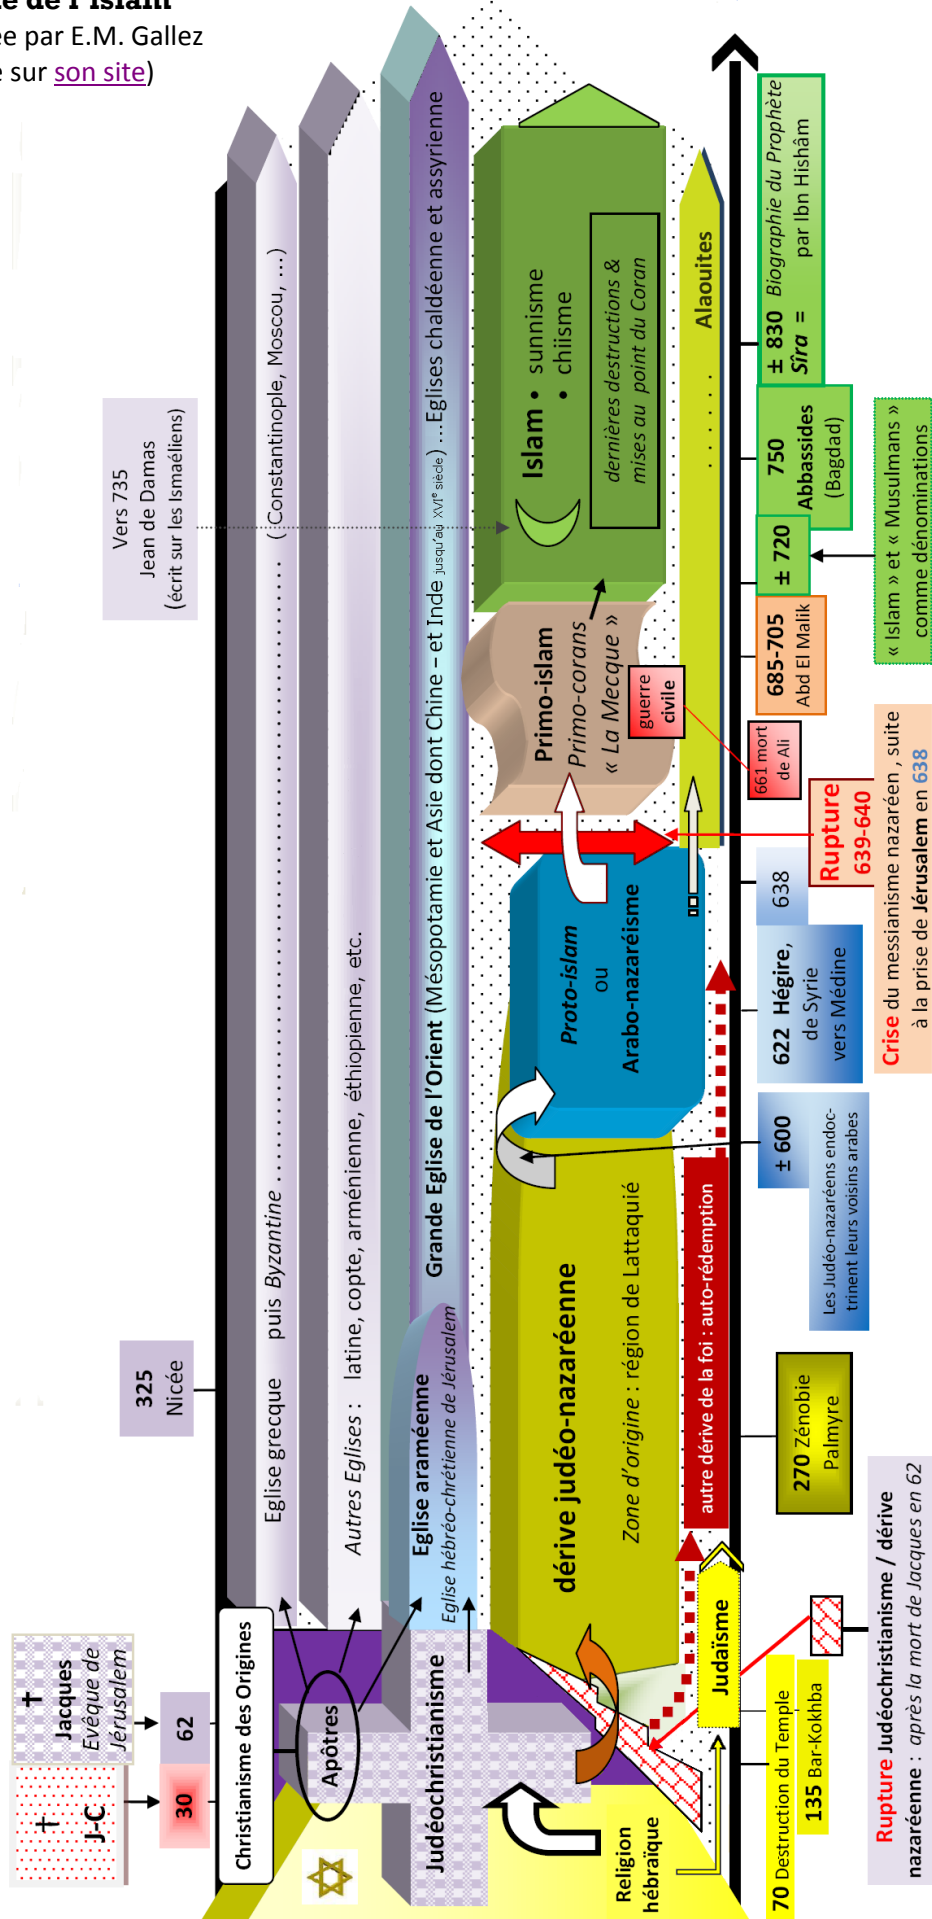 e de l'Islam
ée par E.M. Gallez
e sur son site)
J-C
Jacques
Evêque de
Jérusalem
30
62
325
Nicée
Vers 735
Jean de Damas
(écrit sur les Ismaéliens)
Christianisme des Origines
Apôtres
Judéochristianisme
Religion
hébraïque
Eglise grecque puis Byzantine ........ (Constantinople, Moscou, ...)
Autres Eglises : latine, copte, arménienne, éthiopienne, etc.
Eglise araméenne
Eglise hébréo-chrétienne de Jérusalem
Grande Eglise de l'Orient (Mésopotamie et Asie dont Chine – et Inde jusqu'au XVIe siècle) ...Eglises chaldéenne et assyrienne
dérive judéo-nazaréenne
Zone d'origine : région de Lattaquié
Proto-islam
ou
Arabo-nazaréisme
Primo-islam
Primo-corans
« La Mecque »
guerre
civile
661 mort
de Ali
Islam • sunnisme
• chiisme
dernières destructions &
mises au point du Coran
. . . . . . Alaouites
autre dérive de la foi : auto-rédemption
Judaïsme
70 Destruction du Temple
135 Bar-Kokhba
270 Zénobie
Palmyre
± 600
Les Judéo-nazaréens endoc-
trinent leurs voisins arabes
622 Hégire,
de Syrie
vers Médine
638
Rupture
639-640
Crise du messianisme nazaréen , suite
à la prise de Jérusalem en 638
685-705
Abd El Malik
± 720
« Islam » et « Musulmans »
comme dénominations
750
Abbassides
(Bagdad)
± 830 Biographie du Prophète
Sîra = par Ibn Hishâm
Rupture Judéochristianisme / dérive
nazaréenne : après la mort de Jacques en 62